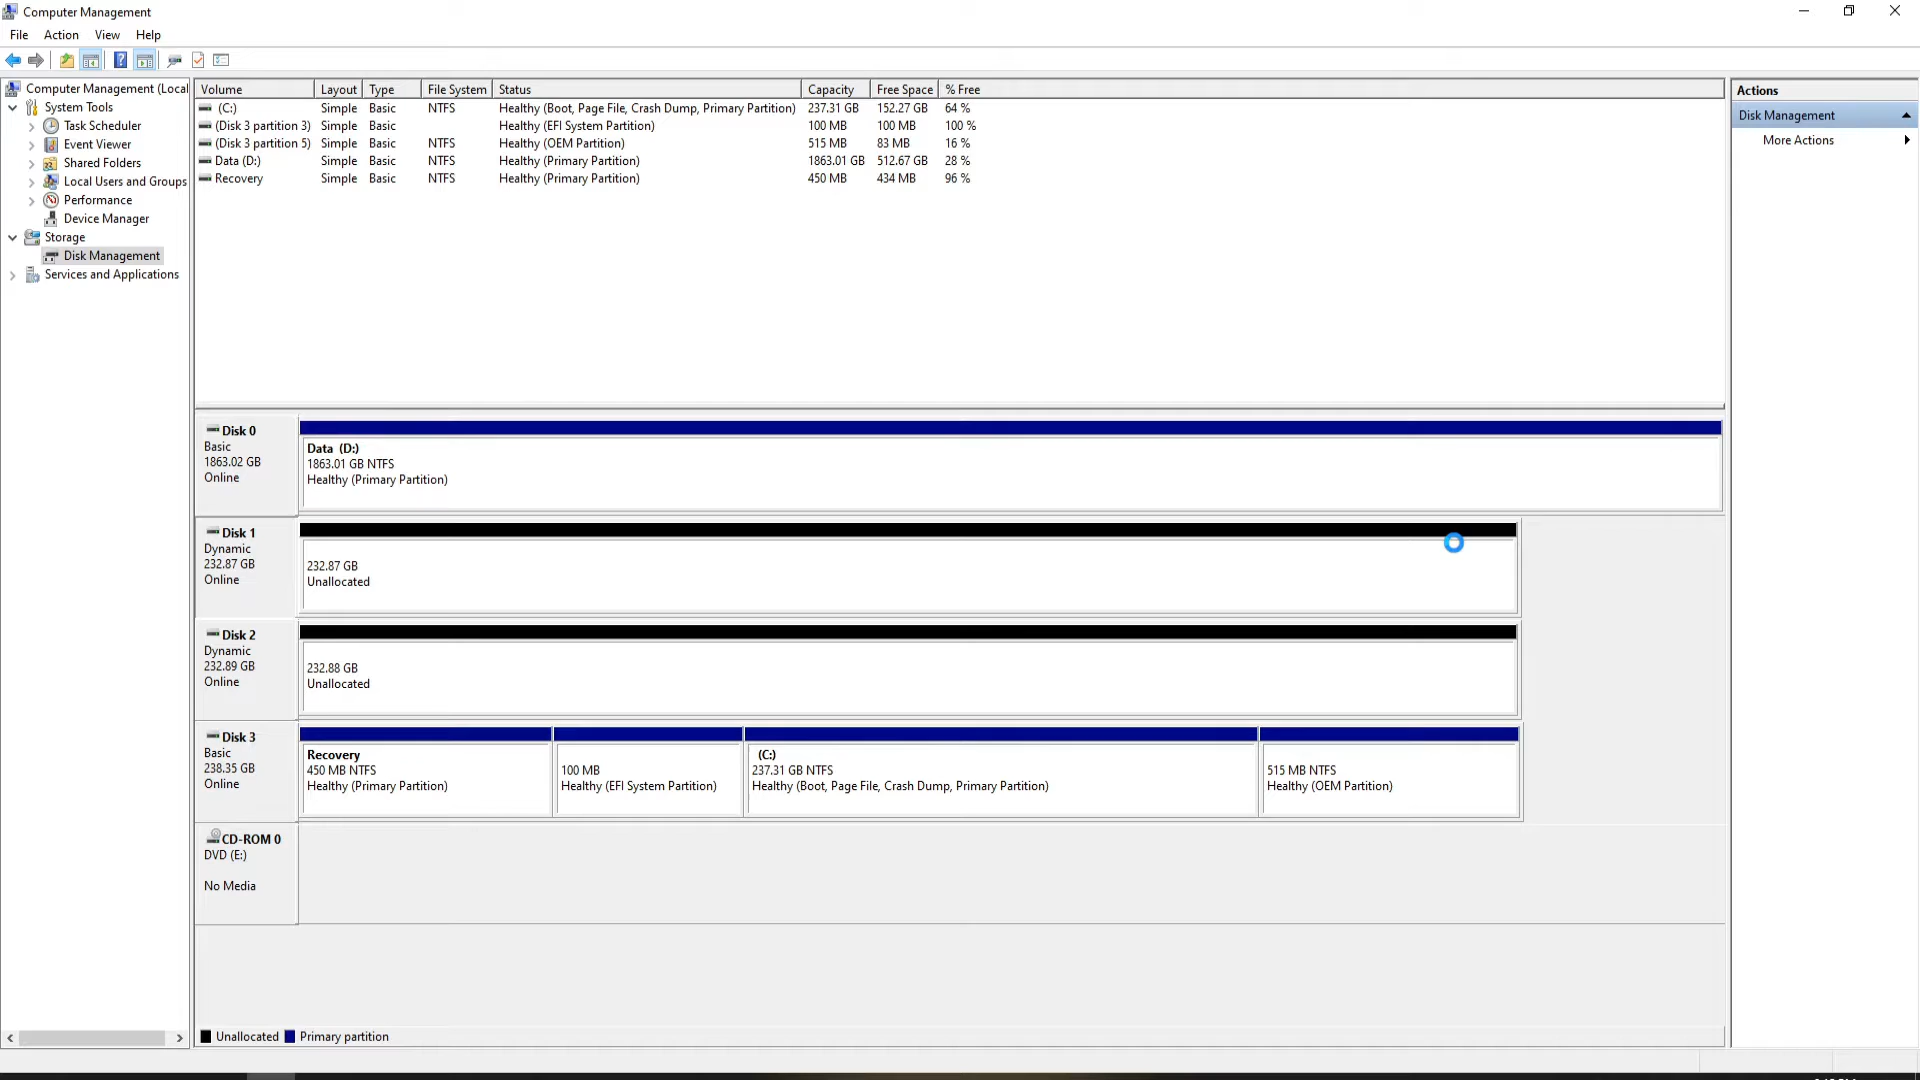 Computer Management
File Action View Help
Computer Management (Local
System Tools
Task Scheduler
Event Viewer
Shared Folders
Local Users and Groups
Performance
Device Manager
Storage
Disk Management
Services and Applications
Volume Layout Type File System Status Capacity Free Space % Free
(C:) Simple Basic NTFS Healthy (Boot, Page File, Crash Dump, Primary Partition) 237.31 GB 152.27 GB 64 %
(Disk 3 partition 3) Simple Basic Healthy (EFI System Partition) 100 MB 100 MB 100 %
(Disk 3 partition 5) Simple Basic NTFS Healthy (OEM Partition) 515 MB 83 MB 16 %
Data (D:) Simple Basic NTFS Healthy (Primary Partition) 1863.01 GB 512.67 GB 28 %
Recovery Simple Basic NTFS Healthy (Primary Partition) 450 MB 434 MB 96 %
Disk 0
Basic
1863.02 GB
Online
Data (D:)
1863.01 GB NTFS
Healthy (Primary Partition)
Disk 1
Dynamic
232.87 GB
Online
232.87 GB
Unallocated
Disk 2
Dynamic
232.89 GB
Online
232.88 GB
Unallocated
Disk 3
Basic
238.35 GB
Online
Recovery
450 MB NTFS
Healthy (Primary Partition)
100 MB
Healthy (EFI System Partition)
(C:)
237.31 GB NTFS
Healthy (Boot, Page File, Crash Dump, Primary Partition)
515 MB NTFS
Healthy (OEM Partition)
CD-ROM 0
DVD (E:)
No Media
Unallocated Primary partition
Actions
Disk Management
More Actions